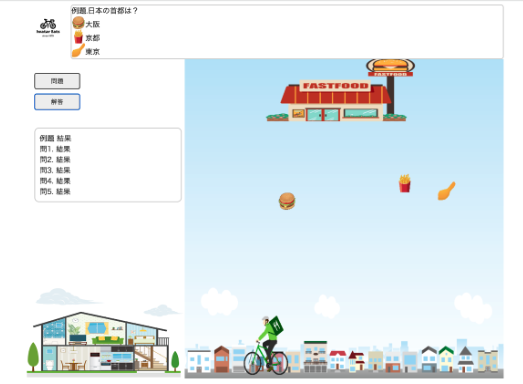 例題.日本の首都は？
大阪
京都
東京
問題
解答
例題 結果
問1. 結果
問2. 結果
問3. 結果
問4. 結果
問5. 結果
FASTFOOD
FASTFOOD